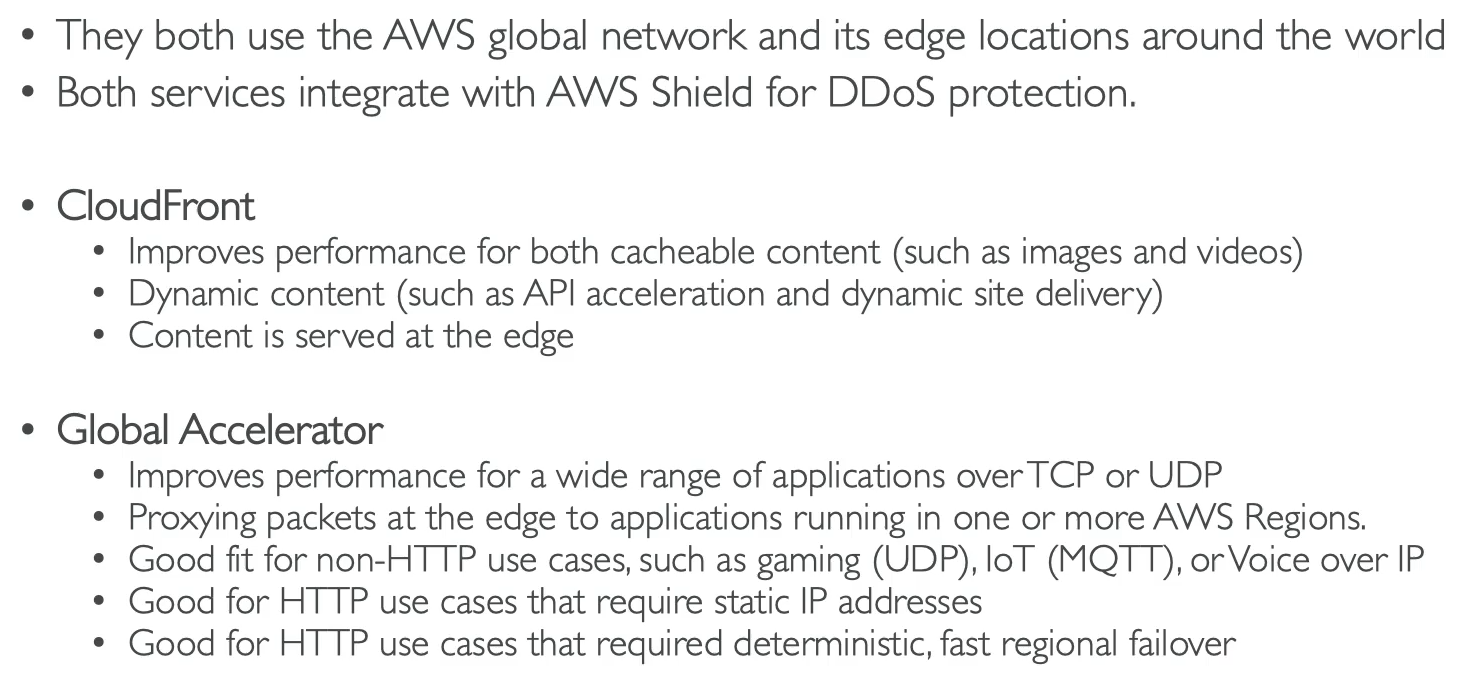 • They both use the AWS global network and its edge locations around the world
• Both services integrate with AWS Shield for DDoS protection.
• CloudFront
• Improves performance for both cacheable content (such as images and videos)
• Dynamic content (such as API acceleration and dynamic site delivery)
• Content is served at the edge
• Global Accelerator
• Improves performance for a wide range of applications over TCP or UDP
• Proxying packets at the edge to applications running in one or more AWS Regions.
• Good fit for non-HTTP use cases, such as gaming (UDP), IoT (MQTT), or Voice over IP
• Good for HTTP use cases that require static IP addresses
• Good for HTTP use cases that required deterministic, fast regional failover